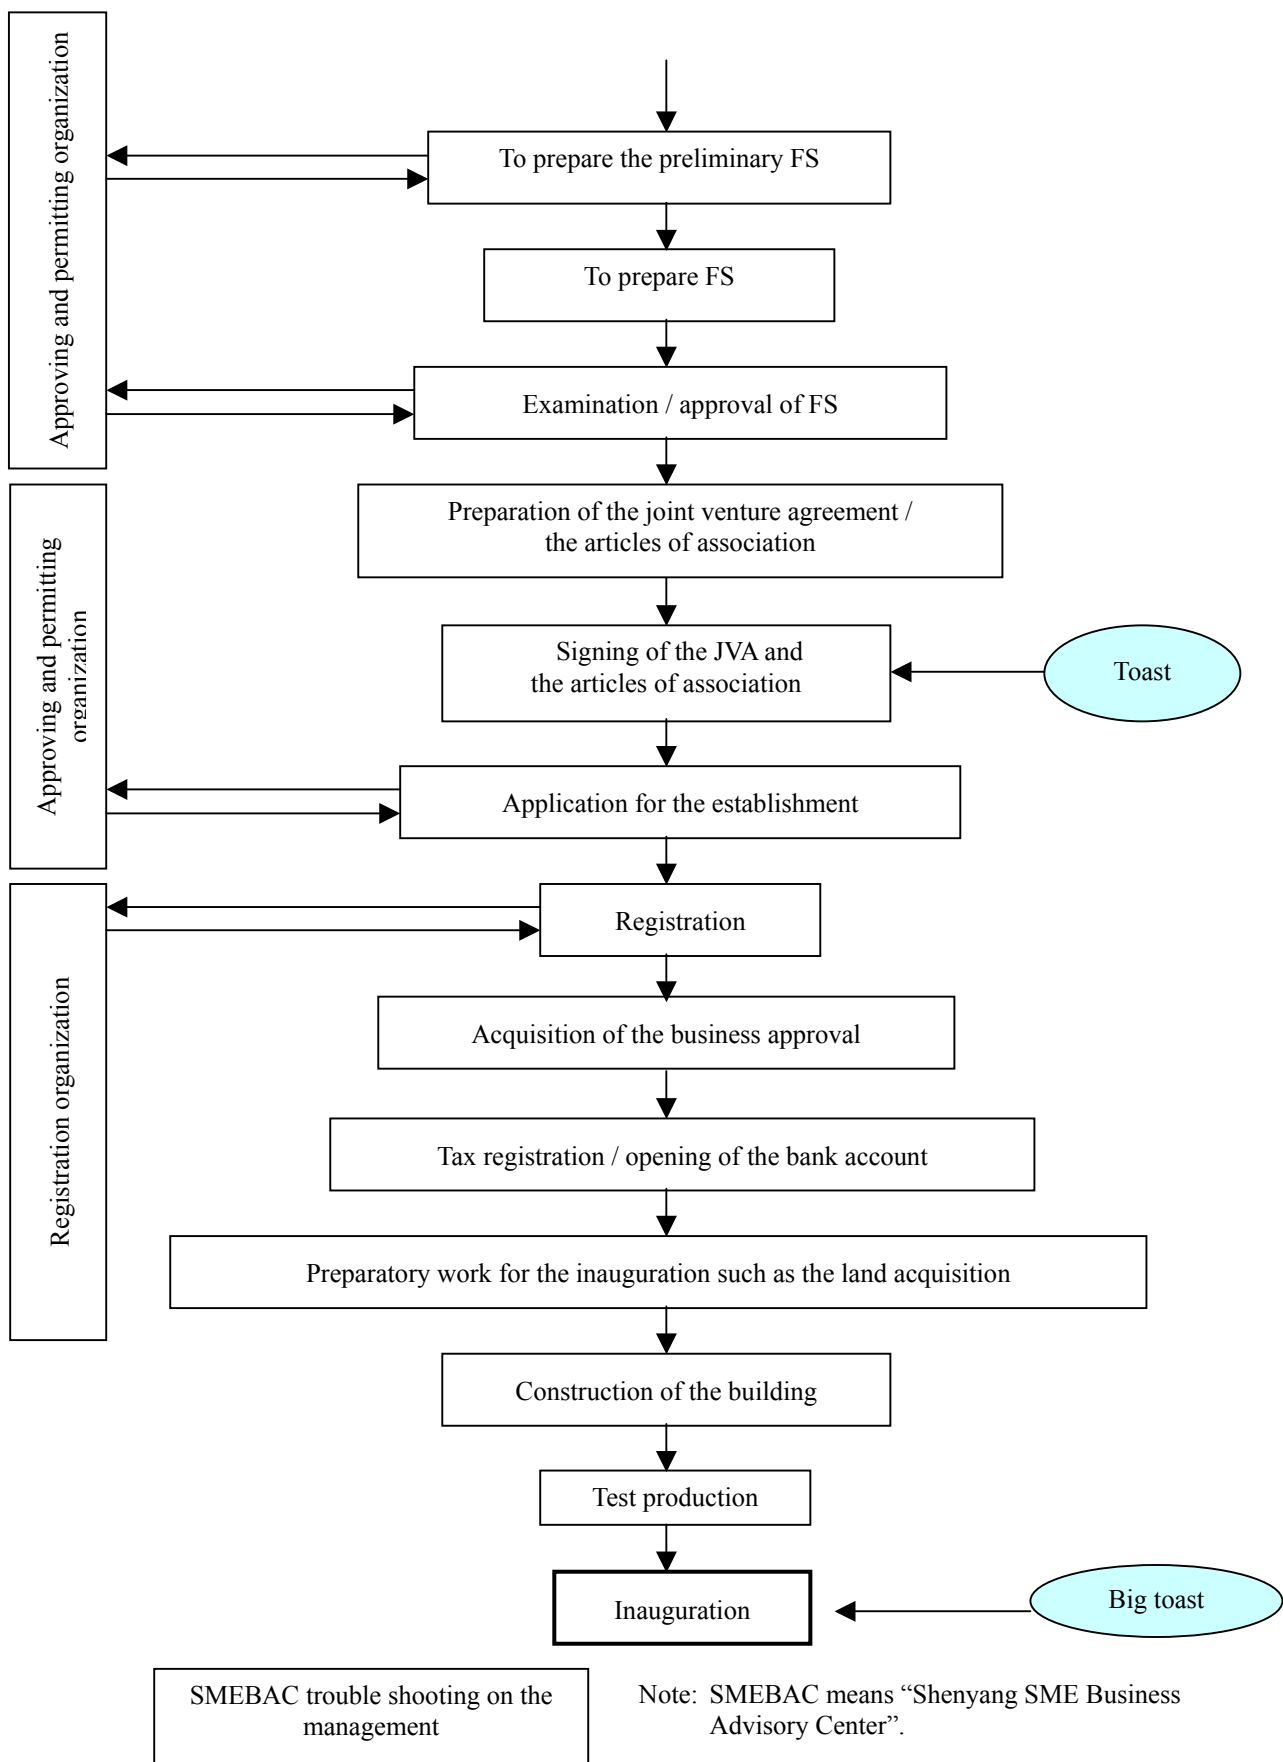 Approving and permitting organization
To prepare the preliminary FS
To prepare FS
Examination / approval of FS
Approving and permitting
organization
Preparation of the joint venture agreement /
the articles of association
Signing of the JVA and
the articles of association
Toast
Application for the establishment
Registration organization
Registration
Acquisition of the business approval
Tax registration / opening of the bank account
Preparatory work for the inauguration such as the land acquisition
Construction of the building
Test production
Inauguration
Big toast
SMEBAC trouble shooting on the
management
Note: SMEBAC means “Shenyang SME Business
Advisory Center”.